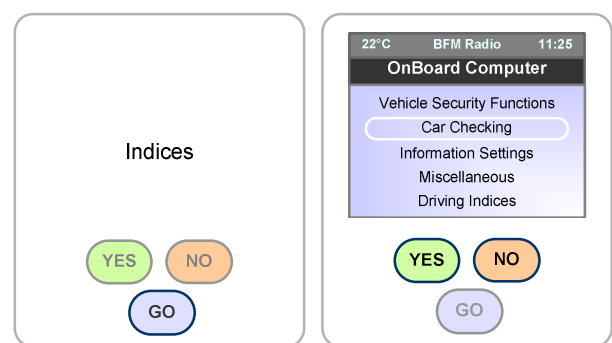 Indices
YES NO
GO
22°C BFM Radio 11:25
OnBoard Computer
Vehicle Security Functions
Car Checking
Information Settings
Miscellaneous
Driving Indices
YES NO
GO